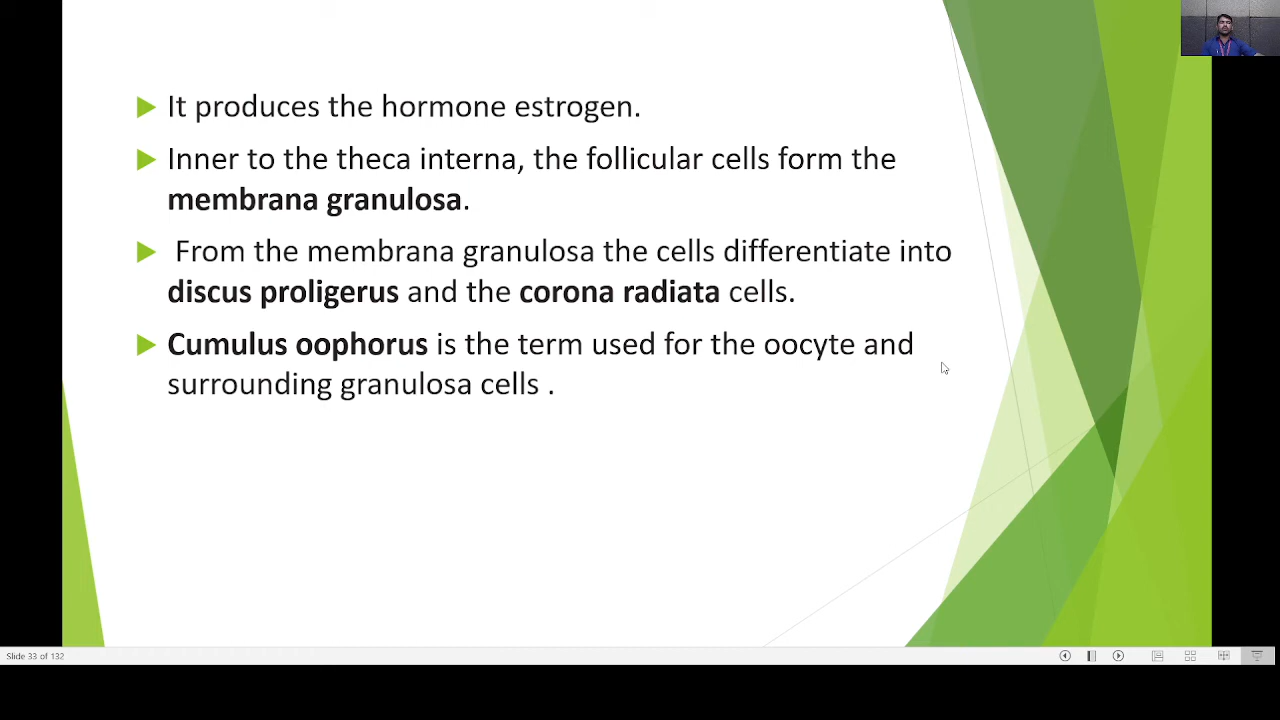 It produces the hormone estrogen.
Inner to the theca interna, the follicular cells form the
membrana granulosa.
From the membrana granulosa the cells differentiate into
discus proligerus and the corona radiata cells.
Cumulus oophorus is the term used for the oocyte and
surrounding granulosa cells .
Slide 33 of 132